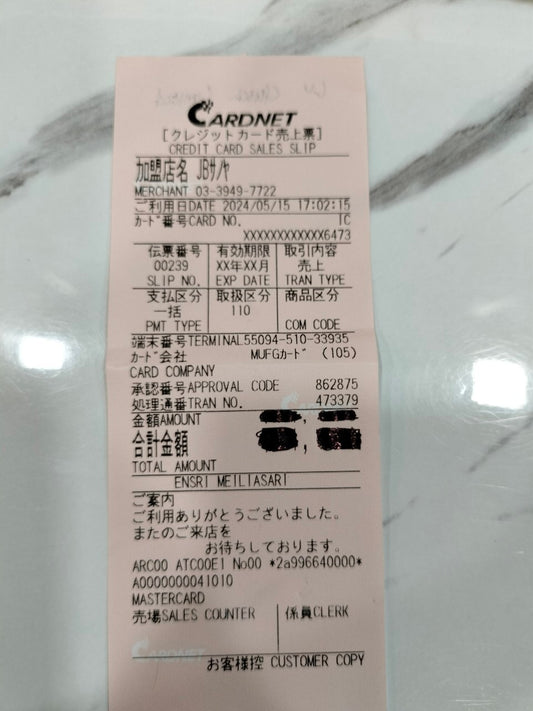 CARDNET
[クレジットカード売上票]
CREDIT CARD SALES SLIP
加盟店名 JBサノヤ
MERCHANT 03-3949-7722
ご利用日DATE 2024/05/15 17:02:15
カード番号CARD NO. IC
XXXXXXXXXXXX6473
伝票番号 有効期限 取引内容
00239 XX年XX月 売上
SLIP NO. EXP DATE TRAN TYPE
支払区分 取扱区分 商品区分
一括 110
PMT TYPE COM CODE
端末番号TERMINAL55094-510-33935
カード会社 MUFGカード (105)
CARD COMPANY
承認番号APPROVAL CODE 862875
処理通番TRAN NO. 473379
金額AMOUNT
合計金額
TOTAL AMOUNT
ENSRI MEILIASARI
ご案内
ご利用ありがとうございました。
またのご来店を
お待ちしております。
ARC00 ATC00E1 No00 *2a996640000*
A0000000041010
MASTERCARD
売場SALES COUNTER 係員CLERK
CARDNET
お客様控 CUSTOMER COPY